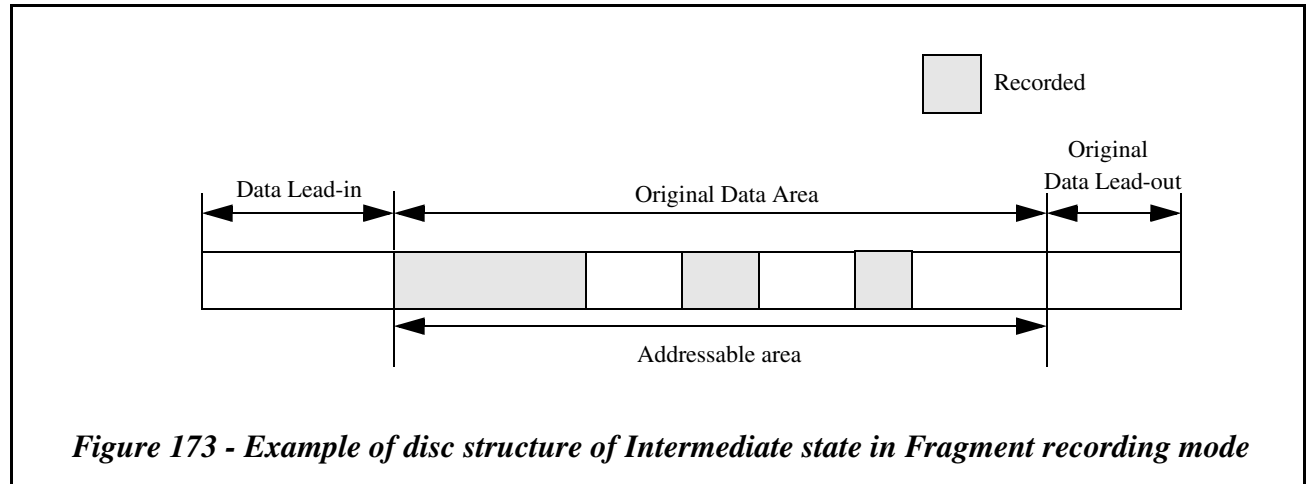 Recorded
Original
Data Lead-out
Data Lead-in
Original Data Area
Addressable area
Figure 173 - Example of disc structure of Intermediate state in Fragment recording mode